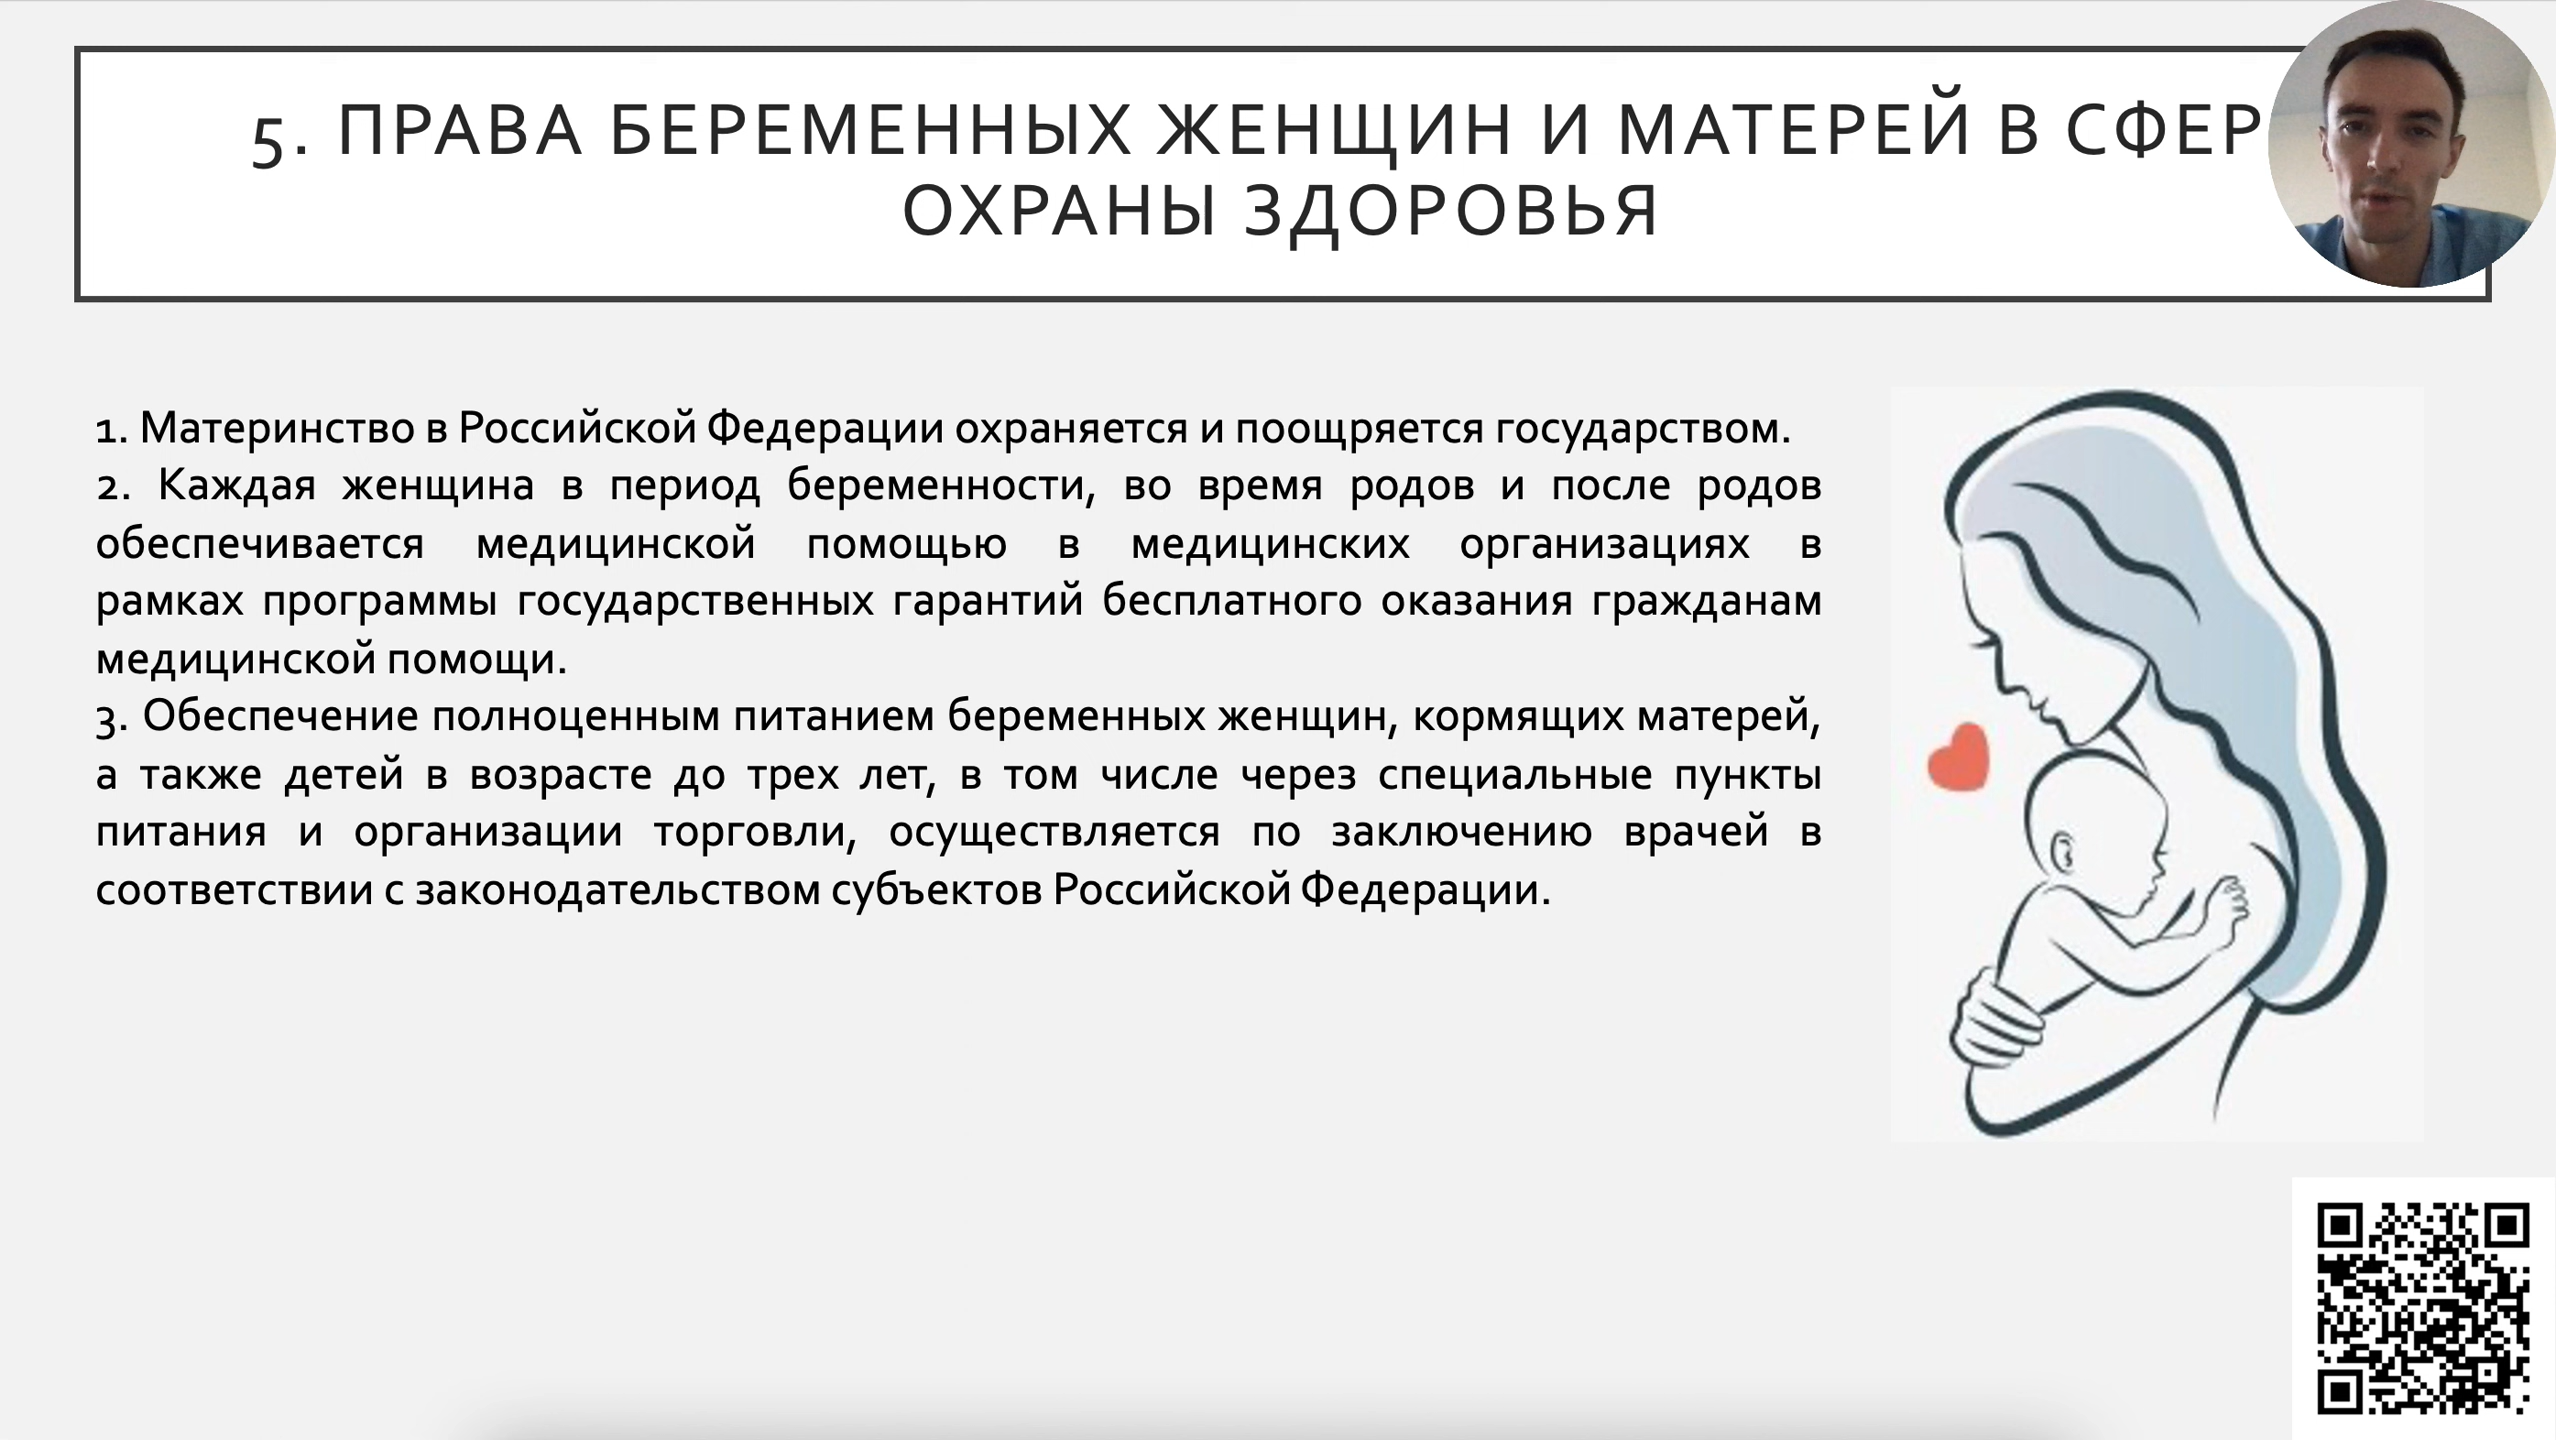 5. ПРАВА БЕРЕМЕННЫХ ЖЕНЩИН И МАТЕРЕЙ В СФЕР
ОХРАНЫ ЗДОРОВЬЯ
1. Материнство в Российской Федерации охраняется и поощряется государством.
2. Каждая женщина в период беременности, во время родов и после родов
обеспечивается медицинской помощью в медицинских организациях в
рамках программы государственных гарантий бесплатного оказания гражданам
медицинской помощи.
3. Обеспечение полноценным питанием беременных женщин, кормящих матерей,
а также детей в возрасте до трех лет, в том числе через специальные пункты
питания и организации торговли, осуществляется по заключению врачей в
соответствии с законодательством субъектов Российской Федерации.